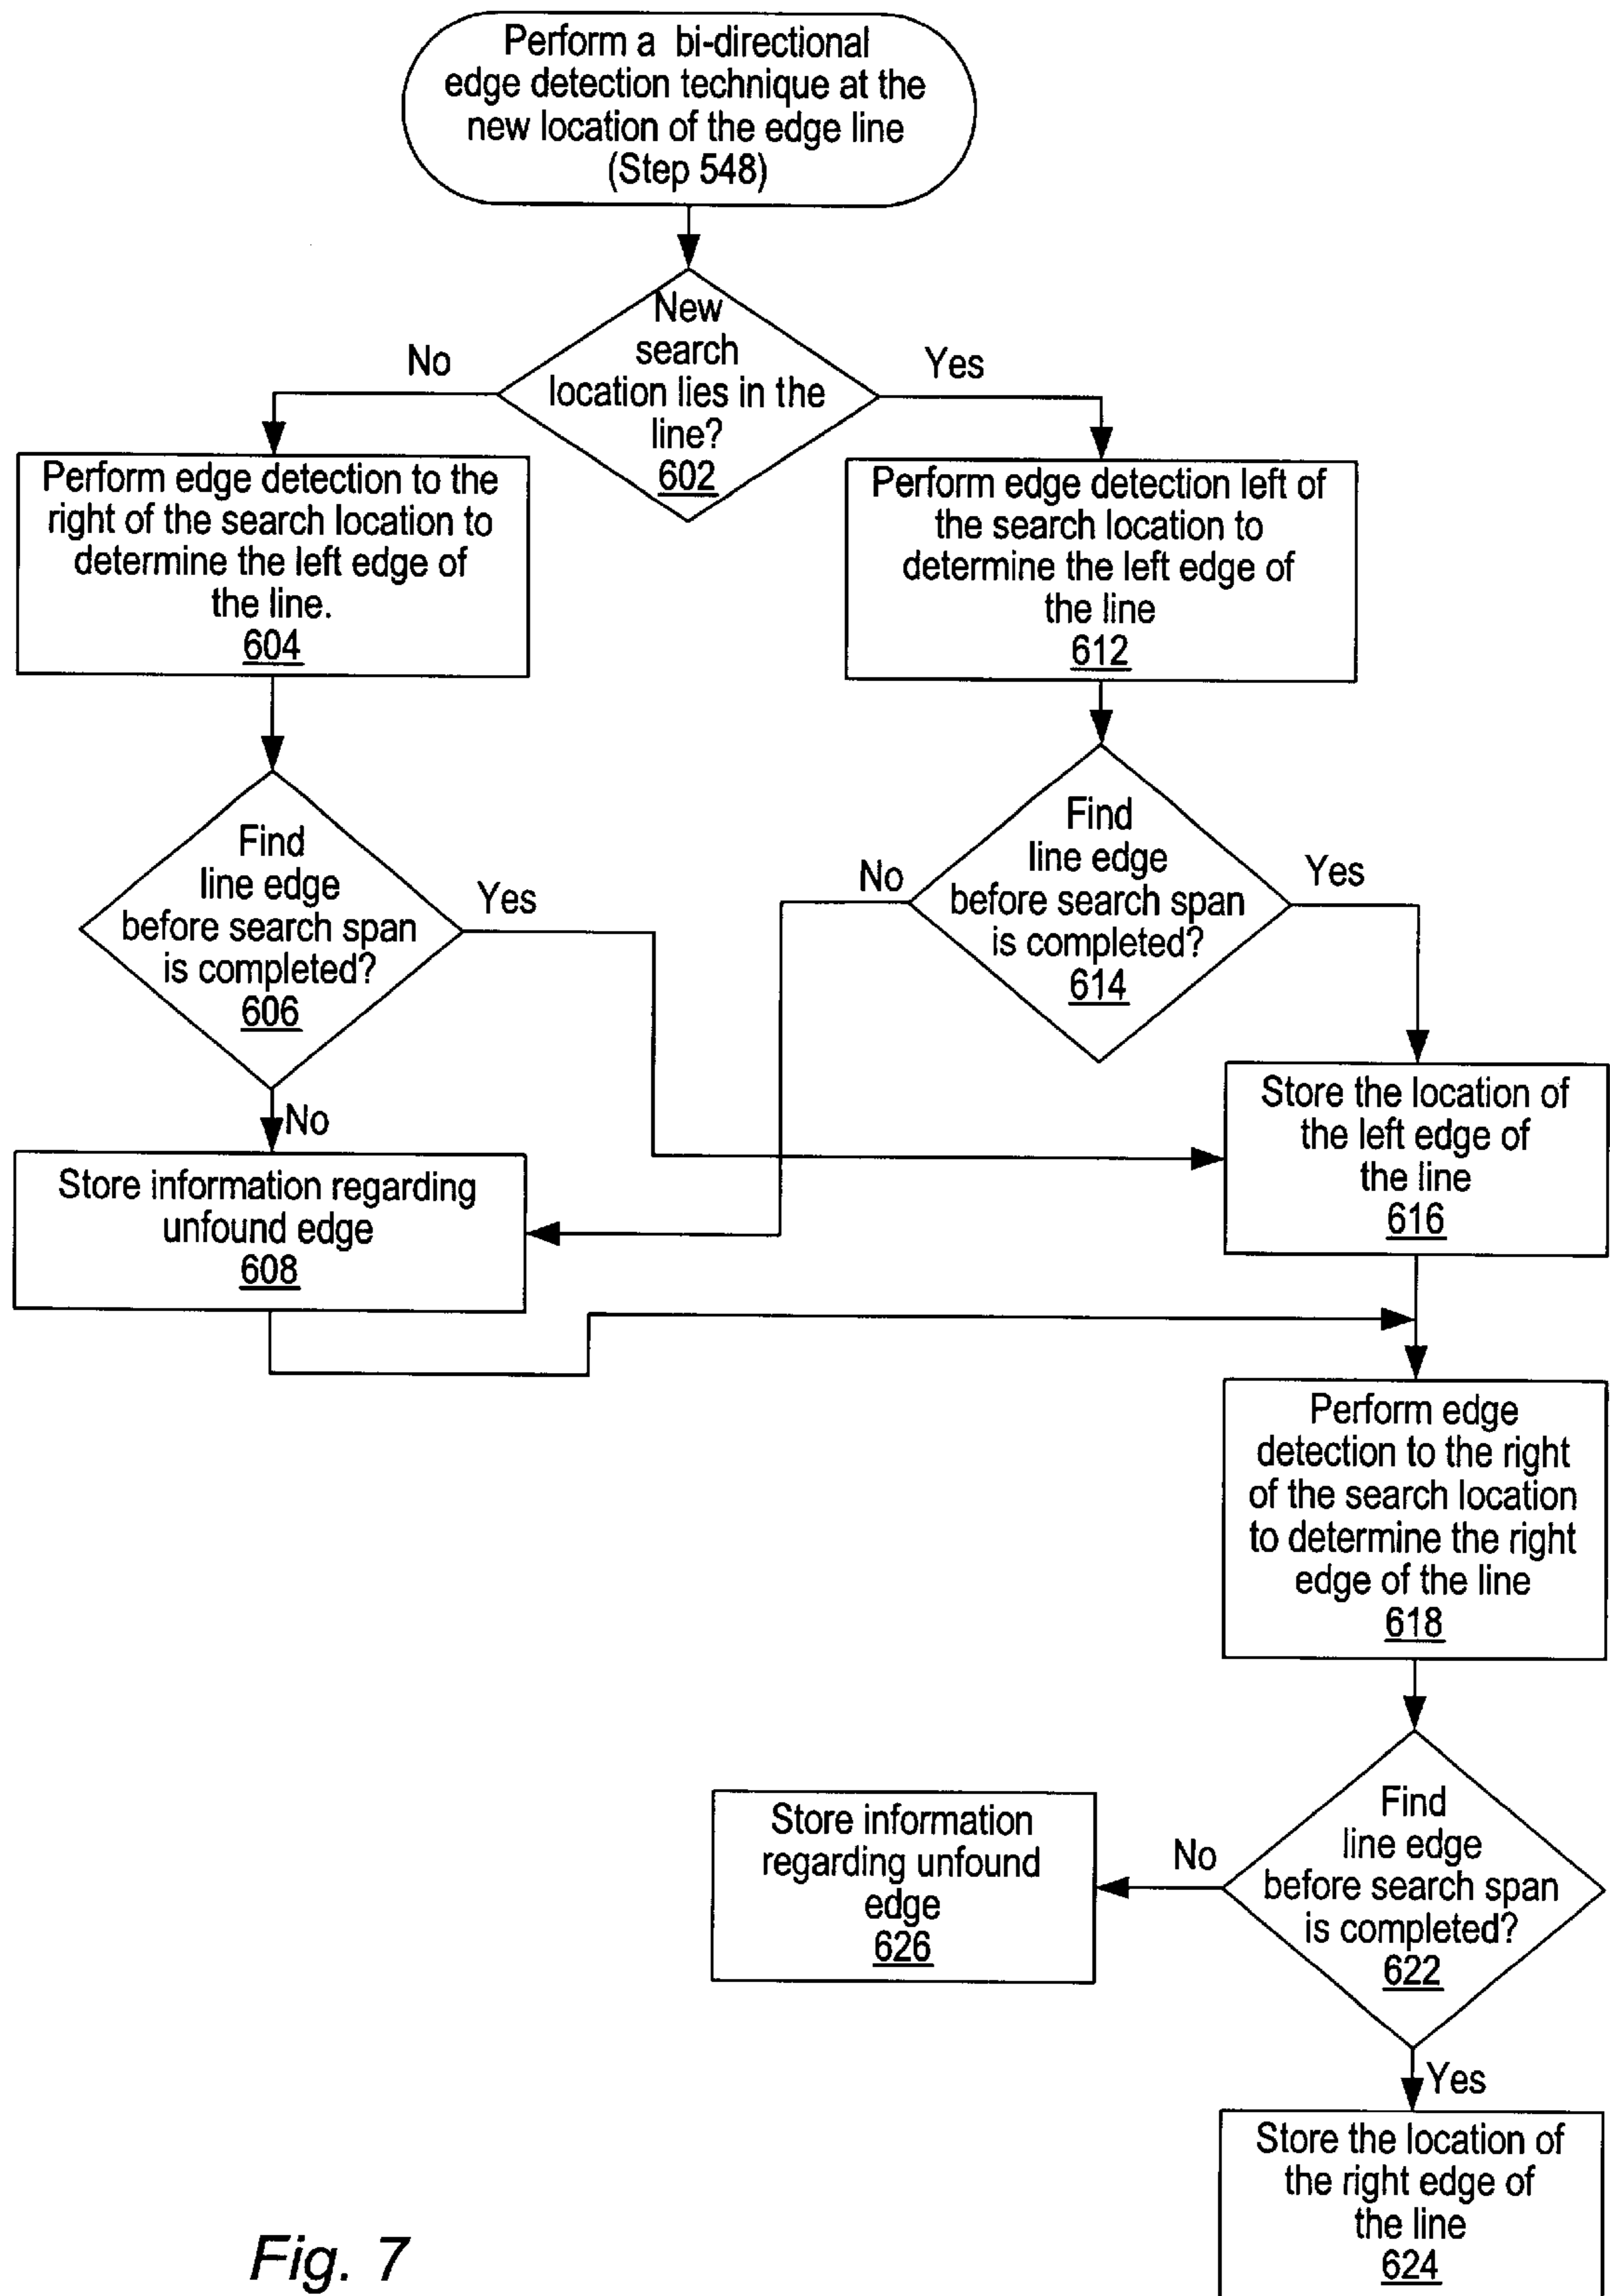 Perform a bi-directional
edge detection technique at the
new location of the edge line
(Step 548)
New
search
location lies in the
line?
602
No
Yes
Perform edge detection to the
right of the search location to
determine the left edge of
the line.
604
Perform edge detection left of
the search location to
determine the left edge of
the line
612
Find
line edge
before search span
is completed?
606
Yes
No
Find
line edge
before search span
is completed?
614
No
Yes
Store information regarding
unfound edge
608
Store the location of
the left edge of
the line
616
Perform edge
detection to the right
of the search location
to determine the right
edge of the line
618
Find
line edge
before search span
is completed?
622
No
Yes
Store information
regarding unfound
edge
626
Store the location of
the right edge of
the line
624
Fig. 7